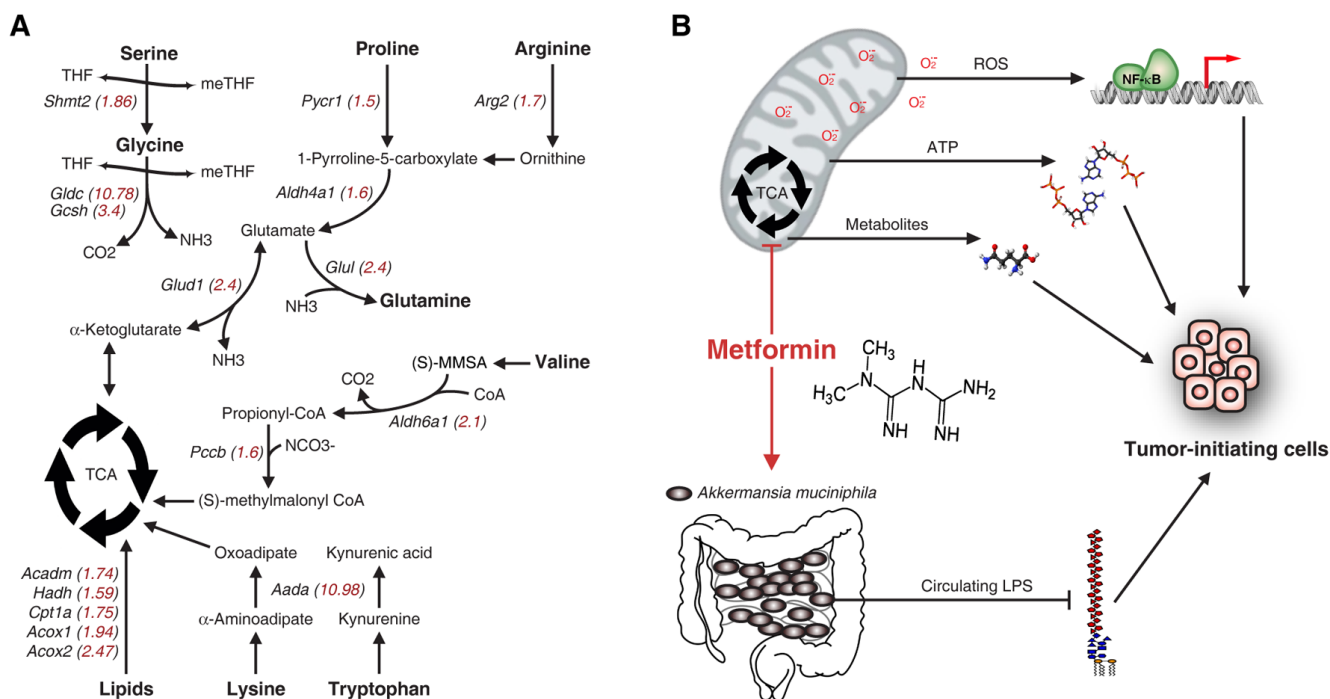 A
Serine
THF
meTHF
Shmt2 (1.86)
Glycine
THF
meTHF
Gldc (10.78)
Gcsh (3.4)
CO2
NH3
Proline
Pycr1 (1.5)
Arginine
Arg2 (1.7)
1-Pyrroline-5-carboxylate
Ornithine
Aldh4a1 (1.6)
Glutamate
Glul (2.4)
Glud1 (2.4)
NH3
Glutamine
α-Ketoglutarate
NH3
(S)-MMSA
Valine
CO2
CoA
Propionyl-CoA
Aldh6a1 (2.1)
Pccb (1.6)
NCO3-
TCA
(S)-methylmalonyl CoA
Oxoadipate
Kynurenic acid
Acadm (1.74)
Hadh (1.59)
Cpt1a (1.75)
Acox1 (1.94)
Acox2 (2.47)
Aada (10.98)
α-Aminoadipate
Kynurenine
Lipids
Lysine
Tryptophan
B
O2·-
O2·-
O2·-
O2·-
O2·-
O2·-
O2·-
ROS
NF-κB
ATP
TCA
Metabolites
Metformin
CH3
H3C
N
H
N
NH2
NH
NH
Tumor-initiating cells
Akkermansia muciniphila
Circulating LPS